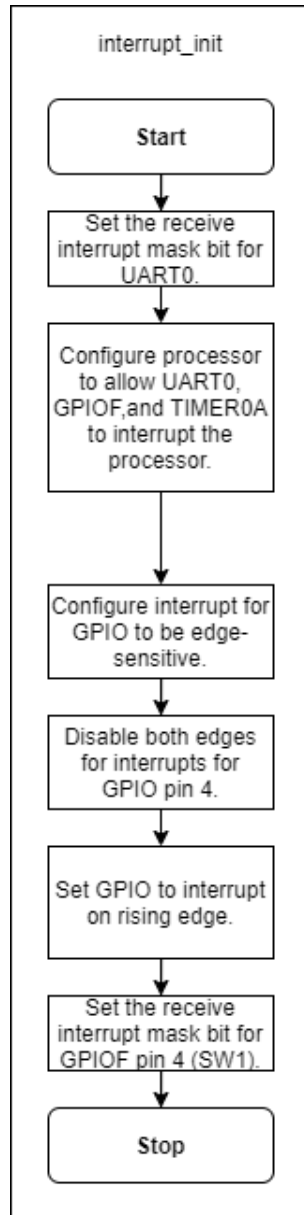 interrupt_init
Start
Set the receive
interrupt mask bit for
UART0.
Configure processor
to allow UART0,
GPIOF,and TIMER0A
to interrupt the
processor.
Configure interrupt for
GPIO to be edge-
sensitive.
Disable both edges
for interrupts for
GPIO pin 4.
Set GPIO to interrupt
on rising edge.
Set the receive
interrupt mask bit for
GPIOF pin 4 (SW1).
Stop